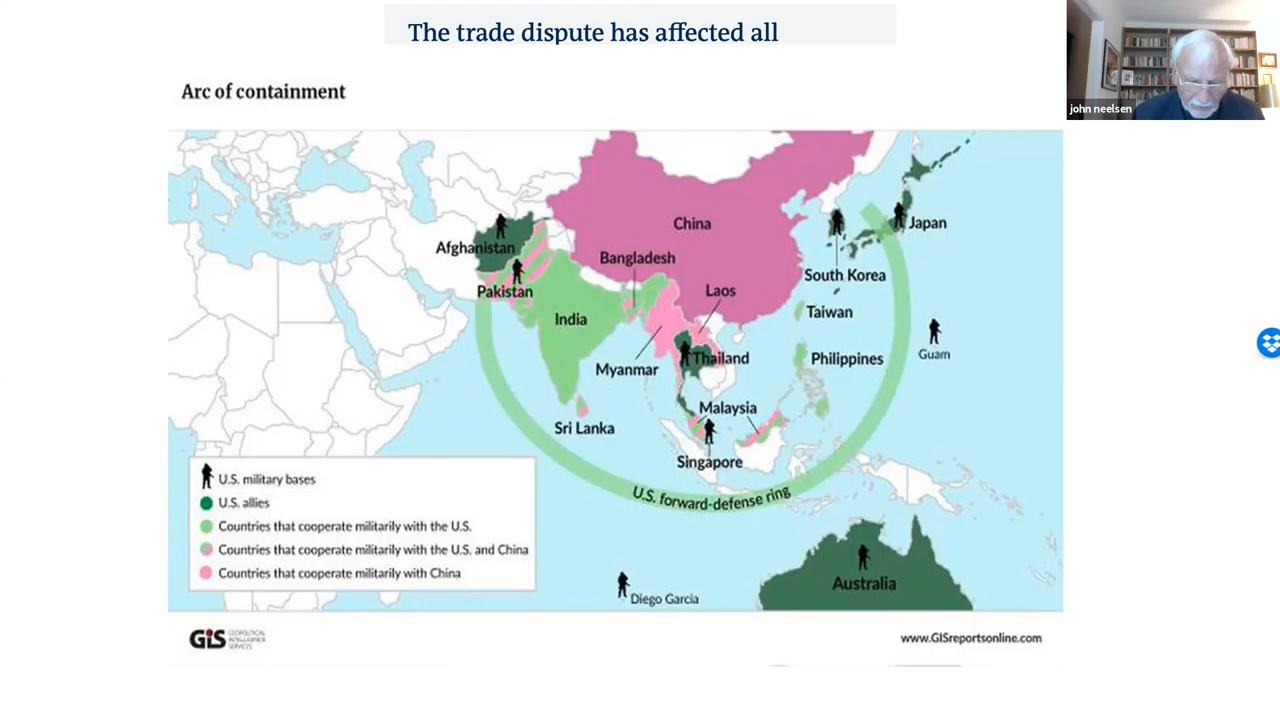 The trade dispute has affected all
john neelsen
Arc of containment
China
Japan
Afghanistan
Bangladesh
South Korea
Pakistan
Laos
India
Taiwan
Guam
Myanmar
Thailand
Philippines
Sri Lanka
Malaysia
Singapore
U.S. forward-defense ring
U.S. military bases
U.S. allies
Countries that cooperate militarily with the U.S.
Countries that cooperate militarily with the U.S. and China
Countries that cooperate militarily with China
Australia
Diego Garcia
GIS
GEOPOLITICAL
INTELLIGENCE
SERVICES
www.GISreportsonline.com